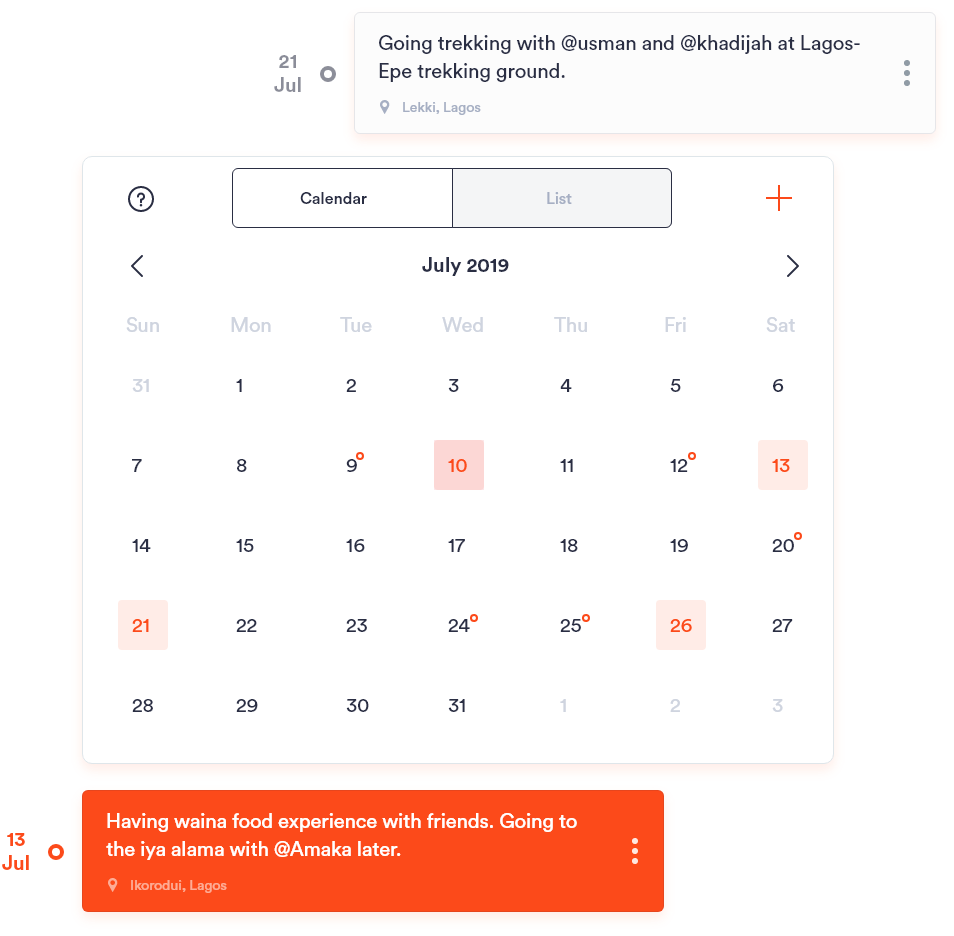 21
Jul
Going trekking with @usman and @khadijah at Lagos-
Epe trekking ground.
Lekki, Lagos
?
Calendar
List
July 2019
Sun Mon Tue Wed Thu Fri Sat
31 1 2 3 4 5 6
7 8 9 10 11 12 13
14 15 16 17 18 19 20
21 22 23 24 25 26 27
28 29 30 31 1 2 3
13
Jul
Having waina food experience with friends. Going to
the iya alama with @Amaka later.
Ikorodui, Lagos